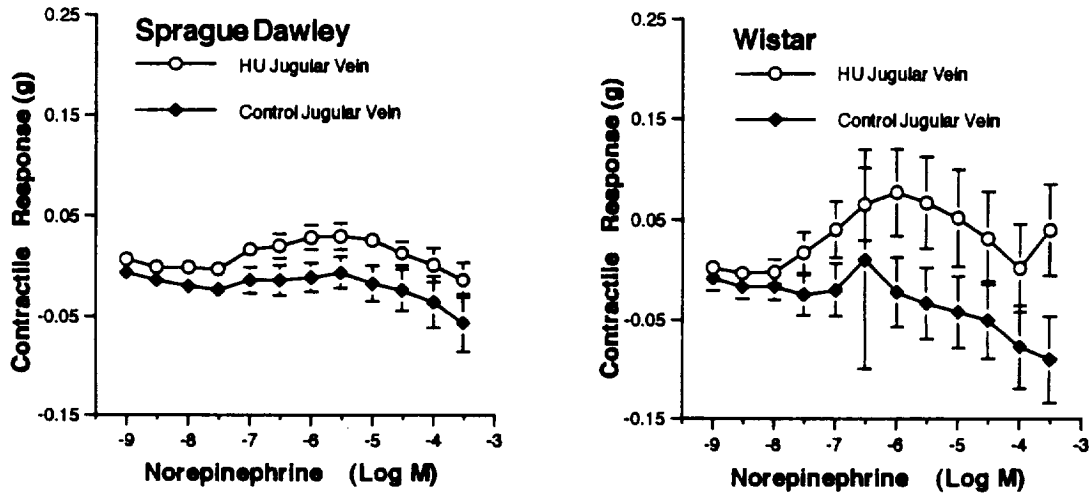 Sprague Dawley
HU Jugular Vein
Control Jugular Vein
Contractile Response (g)
0.25
0.15
0.05
-0.05
-0.15
-9
-8
-7
-6
-5
-4
-3
Norepinephrine (Log M)
Wistar
HU Jugular Vein
Control Jugular Vein
Contractile Response (g)
0.25
0.15
0.05
-0.05
-0.15
-9
-8
-7
-6
-5
-4
-3
Norepinephrine (Log M)